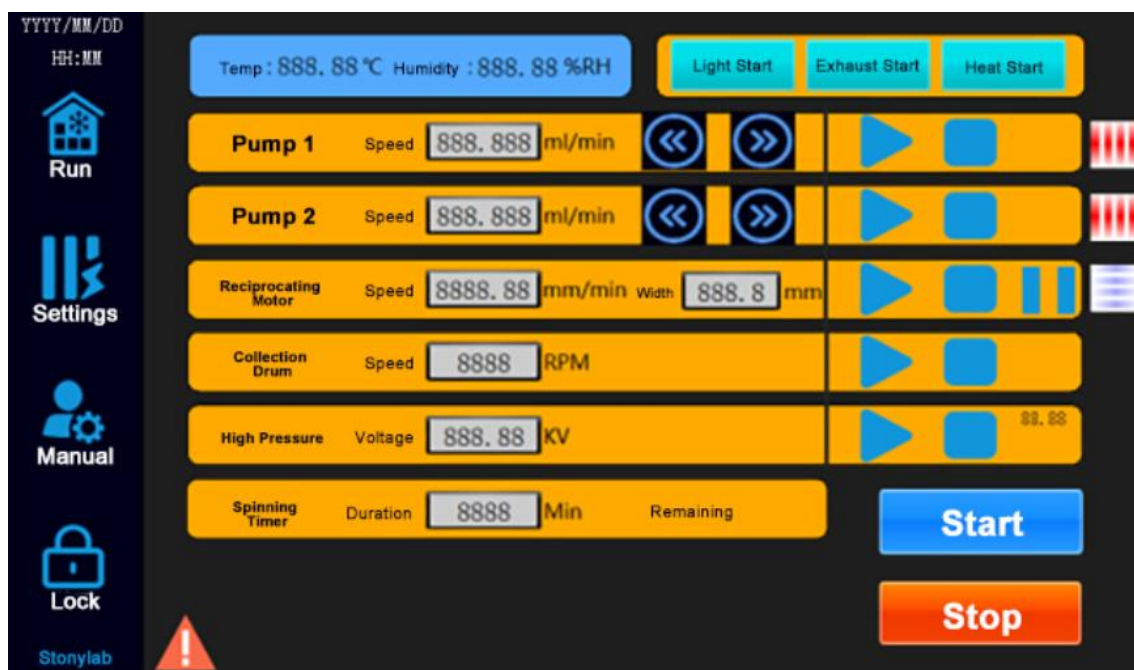 YYYY/MM/DD
HH:MM
Temp : 888. 88 ℃ Humidity : 888. 88 %RH
Light Start
Exhaust Start
Heat Start
Run
Pump 1 Speed 888. 888 ml/min
Pump 2 Speed 888. 888 ml/min
Settings
Reciprocating
Motor
Speed 8888. 88 mm/min Width 888. 8 mm
Collection
Drum
Speed 8888 RPM
Manual
High Pressure Voltage 888. 88 KV
88. 88
Spinning
Timer
Duration 8888 Min Remaining
Start
Lock
Stop
Stonylab